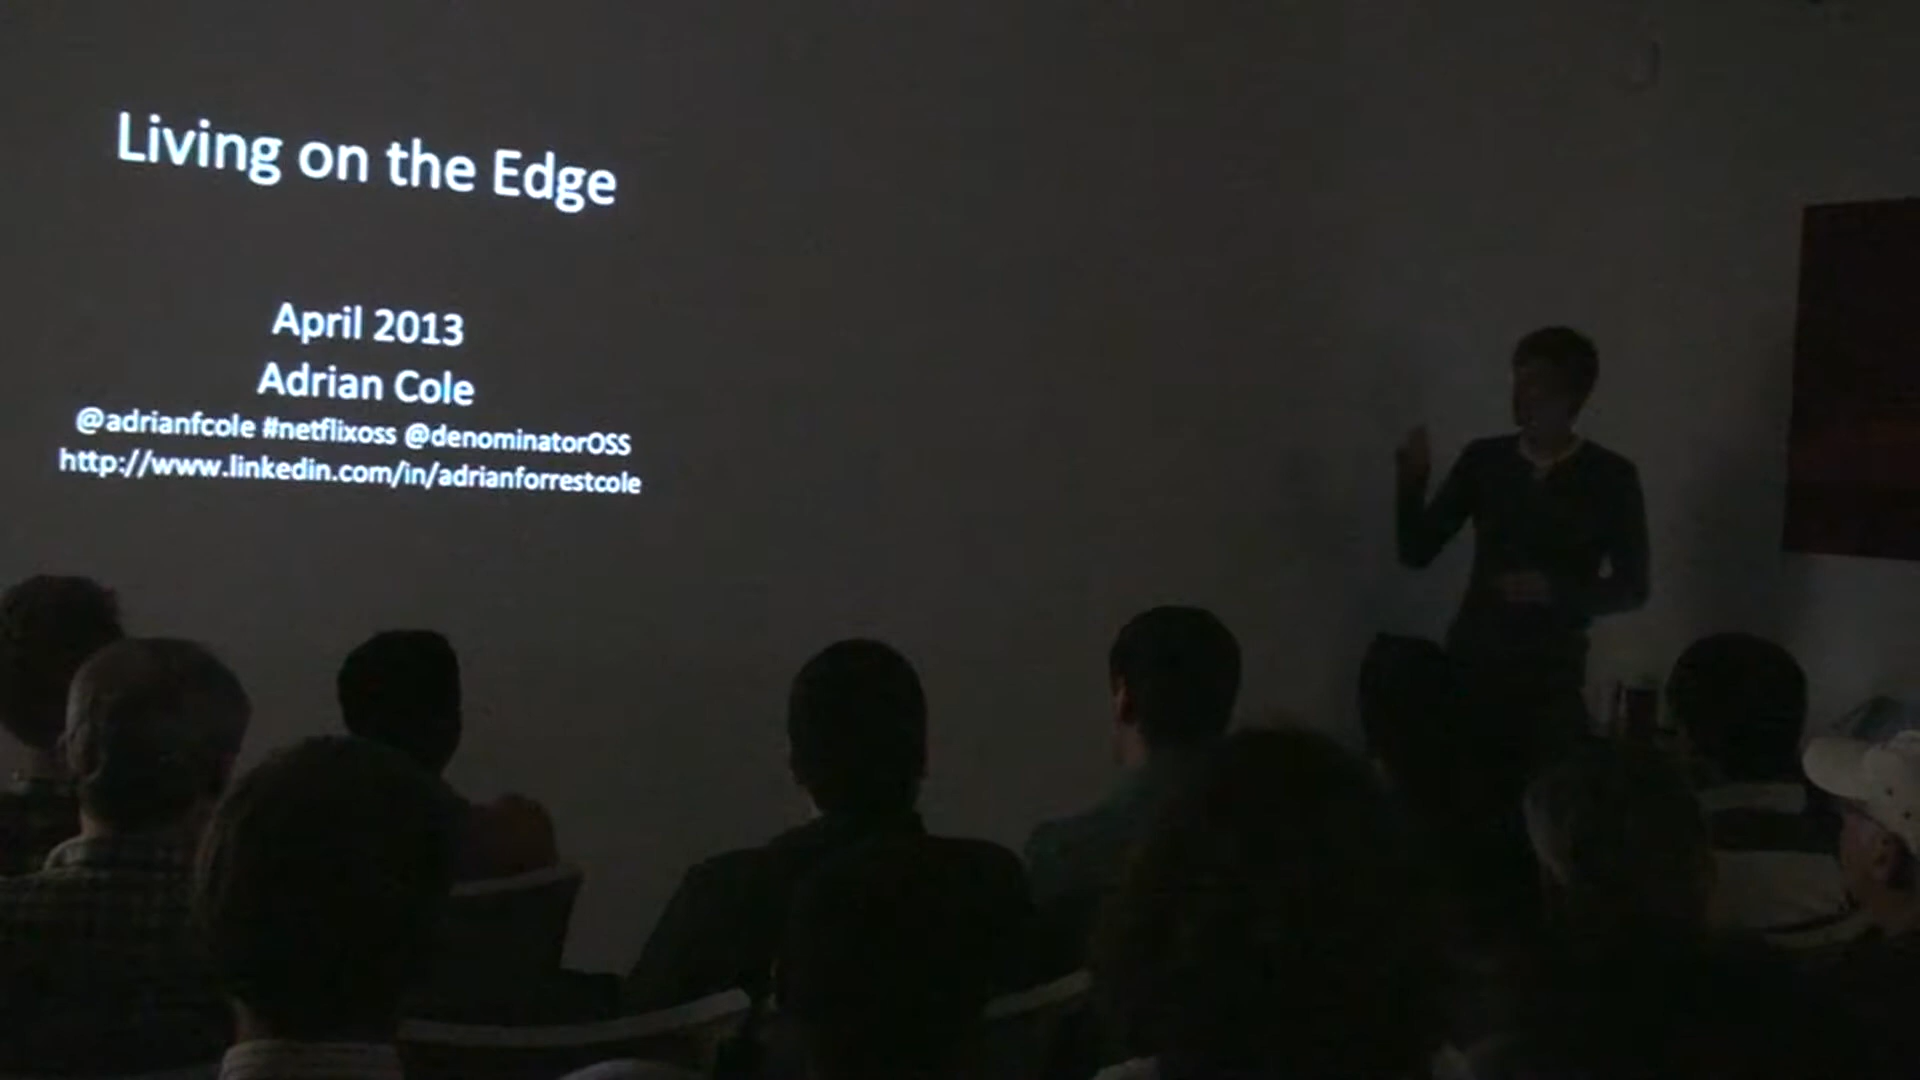 Living on the Edge
April 2013
Adrian Cole
@adrianfcole #netflixoss @denominatorOSS
http://www.linkedin.com/in/adrianforrestcole